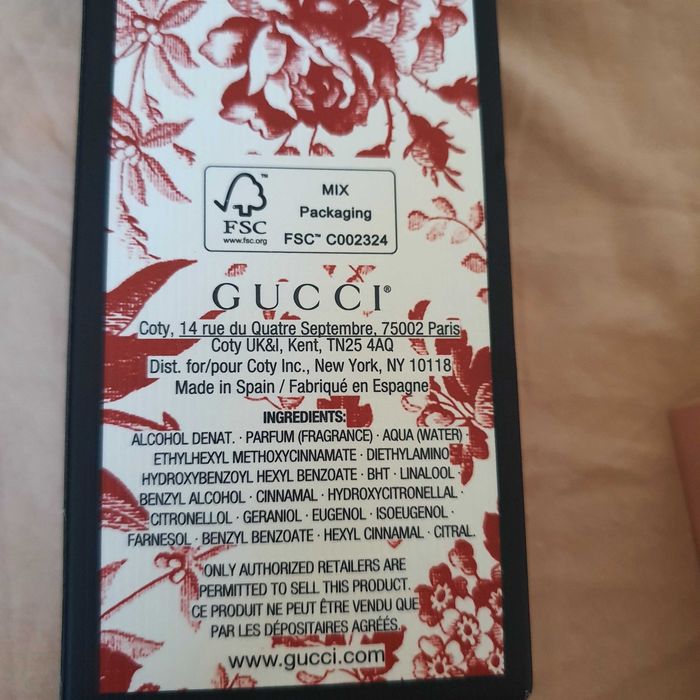 FSC
www.fsc.org
MIX
Packaging
FSC™ C002324
GUCCI®
Coty, 14 rue du Quatre Septembre, 75002 Paris
Coty UK&I, Kent, TN25 4AQ
Dist. for/pour Coty Inc., New York, NY 10118
Made in Spain / Fabriqué en Espagne
INGREDIENTS:
ALCOHOL DENAT. · PARFUM (FRAGRANCE) · AQUA (WATER) ·
ETHYLHEXYL METHOXYCINNAMATE · DIETHYLAMINO
HYDROXYBENZOYL HEXYL BENZOATE · BHT · LINALOOL ·
BENZYL ALCOHOL · CINNAMAL · HYDROXYCITRONELLAL ·
CITRONELLOL · GERANIOL · EUGENOL · ISOEUGENOL ·
FARNESOL · BENZYL BENZOATE · HEXYL CINNAMAL · CITRAL.
ONLY AUTHORIZED RETAILERS ARE
PERMITTED TO SELL THIS PRODUCT.
CE PRODUIT NE PEUT ÊTRE VENDU QUE
PAR LES DÉPOSITAIRES AGRÉÉS.
www.gucci.com